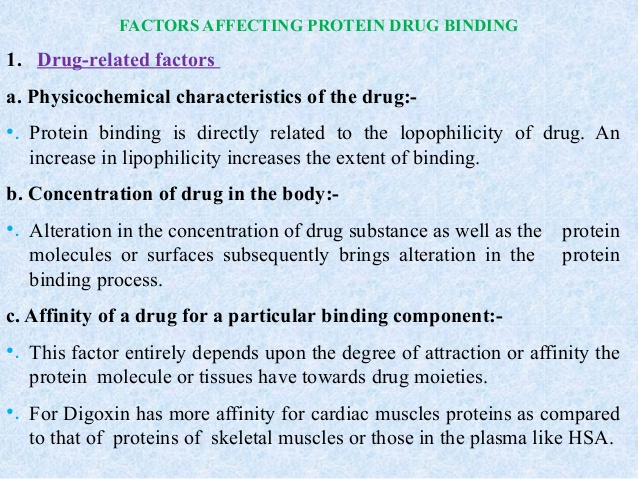 FACTORS AFFECTING PROTEIN DRUG BINDING
1. Drug-related factors
a. Physicochemical characteristics of the drug:-
•. Protein binding is directly related to the lopophilicity of drug. An
increase in lipophilicity increases the extent of binding.
b. Concentration of drug in the body:-
•. Alteration in the concentration of drug substance as well as the protein
molecules or surfaces subsequently brings alteration in the protein
binding process.
c. Affinity of a drug for a particular binding component:-
•. This factor entirely depends upon the degree of attraction or affinity the
protein molecule or tissues have towards drug moieties.
•. For Digoxin has more affinity for cardiac muscles proteins as compared
to that of proteins of skeletal muscles or those in the plasma like HSA.